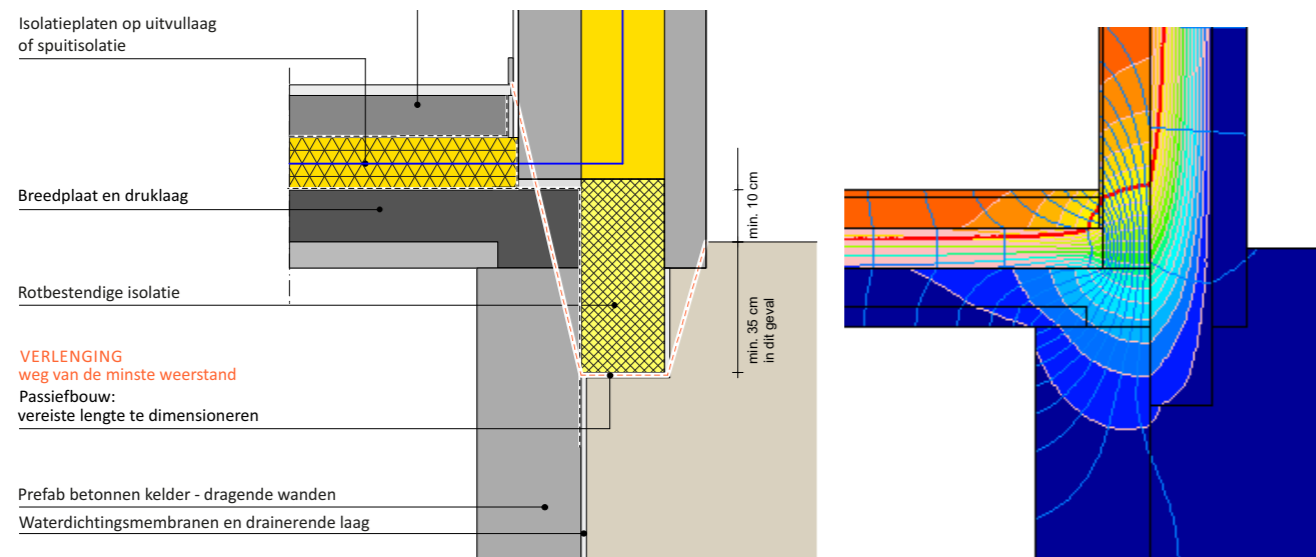 Isolatieplaten op uitvullaag
of spuitisolatie
Breedplaat en druklaag
min. 10 cm
Rotbestendige isolatie
min. 35 cm
in dit geval
VERLENGING
weg van de minste weerstand
Passiefbouw:
vereiste lengte te dimensioneren
Prefab betonnen kelder - dragende wanden
Waterdichtingsmembranen en drainerende laag